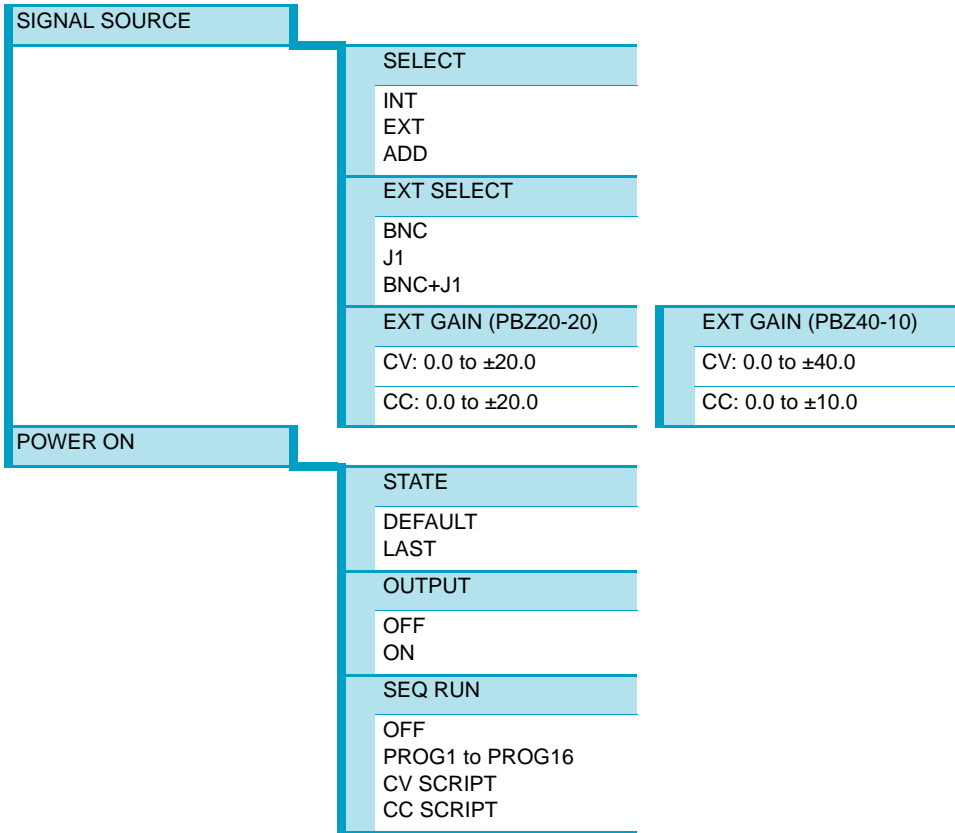 SIGNAL SOURCE
SELECT
INT
EXT
ADD
EXT SELECT
BNC
J1
BNC+J1
EXT GAIN (PBZ20-20)
CV: 0.0 to ±20.0
CC: 0.0 to ±20.0
EXT GAIN (PBZ40-10)
CV: 0.0 to ±40.0
CC: 0.0 to ±10.0
POWER ON
STATE
DEFAULT
LAST
OUTPUT
OFF
ON
SEQ RUN
OFF
PROG1 to PROG16
CV SCRIPT
CC SCRIPT